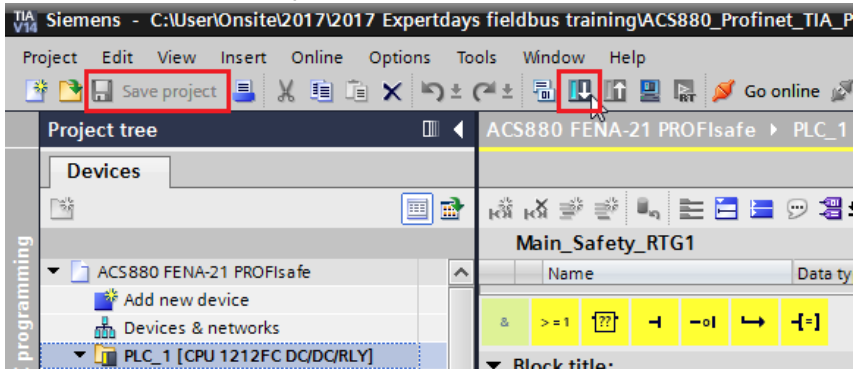 TIA V14 Siemens - C:\User\Onsite\2017\2017 Expertdays fieldbus training\ACS880_Profinet_TIA_P
Project Edit View Insert Online Options Tools Window Help
Save project Go online
Project tree
ACS880 FENA-21 PROFIsafe PLC_1
Devices
Main_Safety_RTG1
Name Data ty
ACS880 FENA-21 PROFIsafe
Add new device
& >=1 ??
Devices & networks
PLC_1 [CPU 1212FC DC/DC/RLY]
Block title:
programming